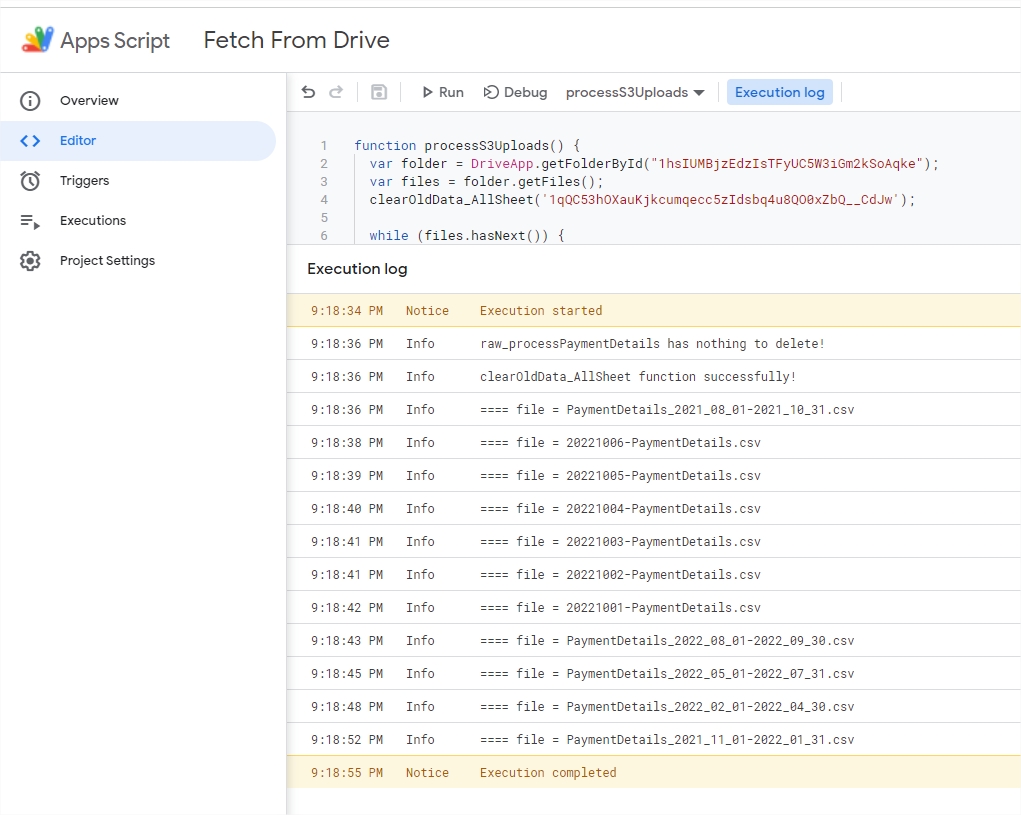 Apps Script Fetch From Drive
Overview
Editor
Triggers
Executions
Project Settings
Run Debug processS3Uploads Execution log
1 function processS3Uploads() {
2 var folder = DriveApp.getFolderById("1hsIUMBjzEdzIsTFyUC5W3iGm2kSoAqke");
3 var files = folder.getFiles();
4 clearOldData_AllSheet('1qQC53hOXauKjkcumqecc5zIdsbq4u8QO0xZbQ__CdJw');
5
6 while (files.hasNext()) {
Execution log
9:18:34 PM Notice Execution started
9:18:36 PM Info raw_processPaymentDetails has nothing to delete!
9:18:36 PM Info clearOldData_AllSheet function successfully!
9:18:36 PM Info ==== file = PaymentDetails_2021_08_01-2021_10_31.csv
9:18:38 PM Info ==== file = 20221006-PaymentDetails.csv
9:18:39 PM Info ==== file = 20221005-PaymentDetails.csv
9:18:40 PM Info ==== file = 20221004-PaymentDetails.csv
9:18:41 PM Info ==== file = 20221003-PaymentDetails.csv
9:18:41 PM Info ==== file = 20221002-PaymentDetails.csv
9:18:42 PM Info ==== file = 20221001-PaymentDetails.csv
9:18:43 PM Info ==== file = PaymentDetails_2022_08_01-2022_09_30.csv
9:18:45 PM Info ==== file = PaymentDetails_2022_05_01-2022_07_31.csv
9:18:48 PM Info ==== file = PaymentDetails_2022_02_01-2022_04_30.csv
9:18:52 PM Info ==== file = PaymentDetails_2021_11_01-2022_01_31.csv
9:18:55 PM Notice Execution completed